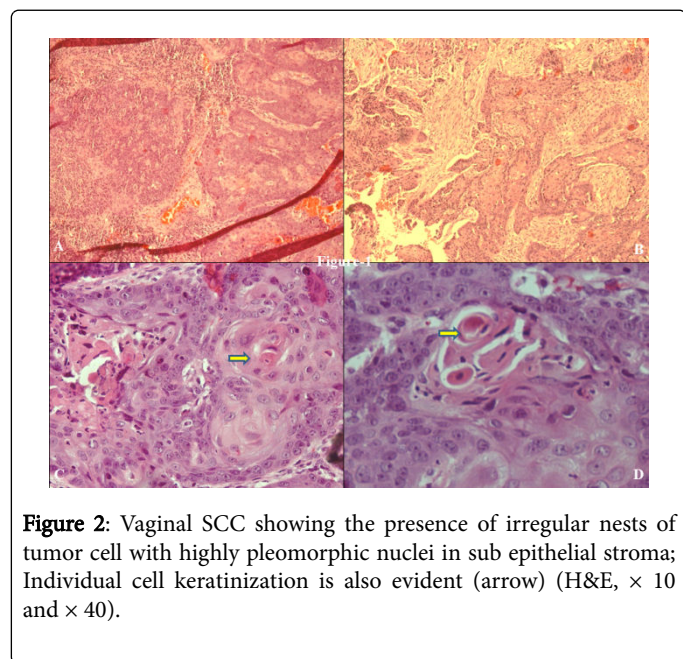 A
B
Figure-1
C
D
Figure 2: Vaginal SCC showing the presence of irregular nests of
tumor cell with highly pleomorphic nuclei in sub epithelial stroma;
Individual cell keratinization is also evident (arrow) (H&E, × 10
and × 40).